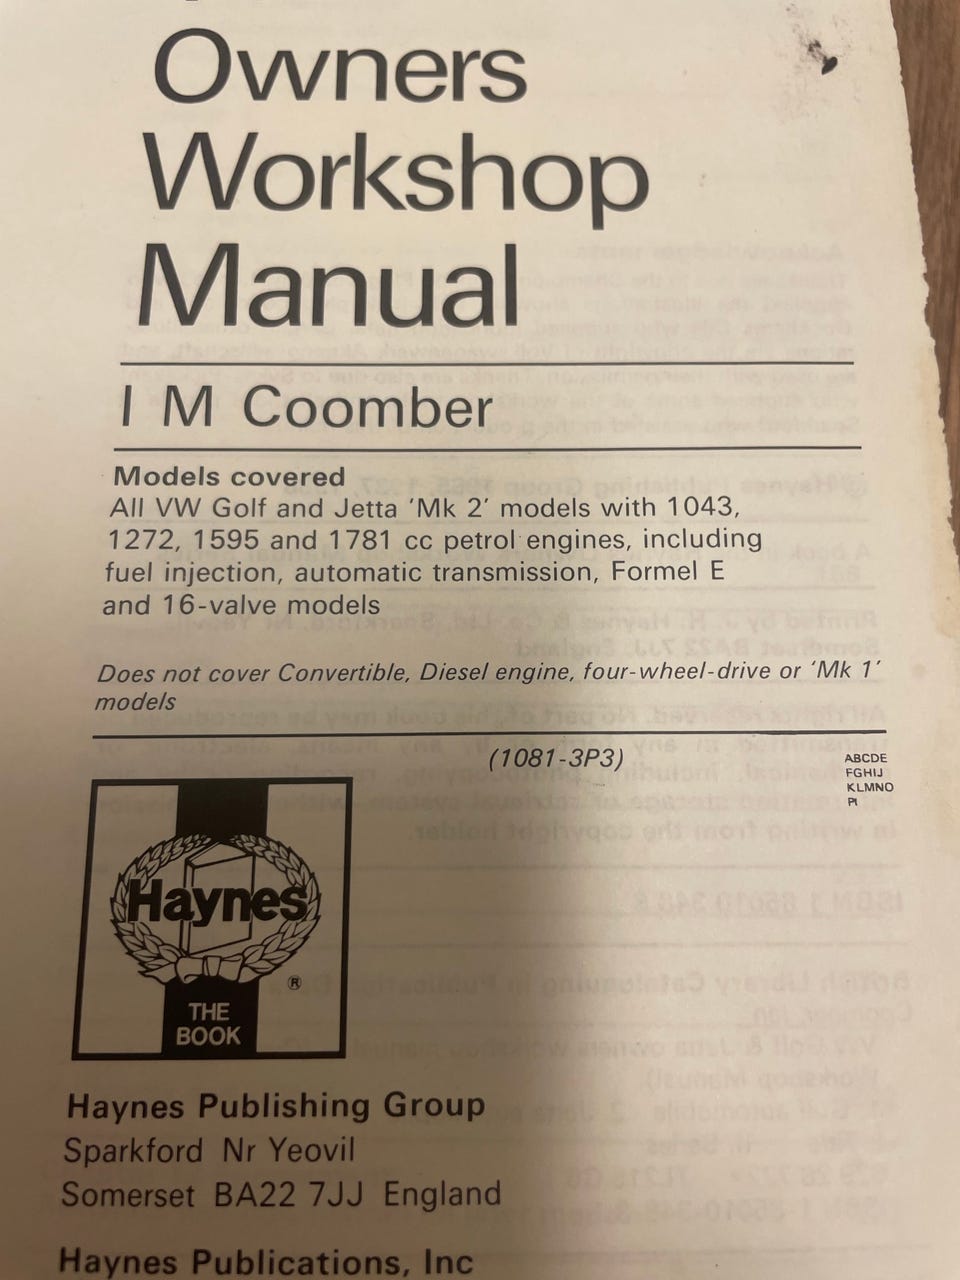 Owners
Workshop
Manual
I M Coomber
Models covered
All VW Golf and Jetta 'Mk 2' models with 1043,
1272, 1595 and 1781 cc petrol engines, including
fuel injection, automatic transmission, Formel E
and 16-valve models
Does not cover Convertible, Diesel engine, four-wheel-drive or 'Mk 1'
models
(1081-3P3)
ABCDE
FGHIJ
KLMNO
Haynes
®
THE
BOOK
Haynes Publishing Group
Sparkford Nr Yeovil
Somerset BA22 7JJ England
Haynes Publications, Inc